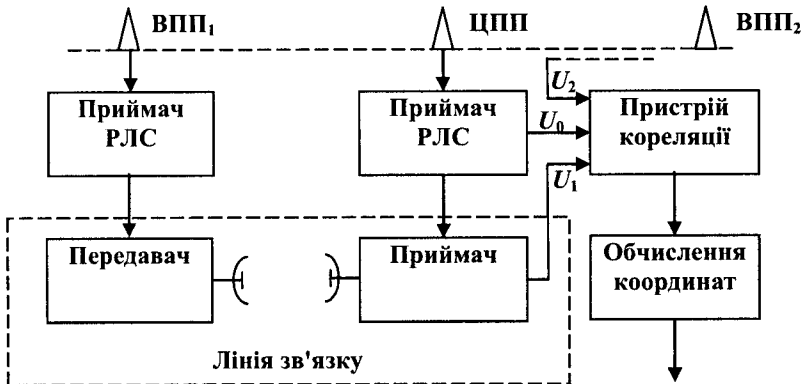 ВПП₁
ЦПП
ВПП₂
Приймач
РЛС
Приймач
РЛС
U₂
U₀
U₁
Пристрій
кореляції
Передавач
Приймач
Обчислення
координат
Лінія зв'язку